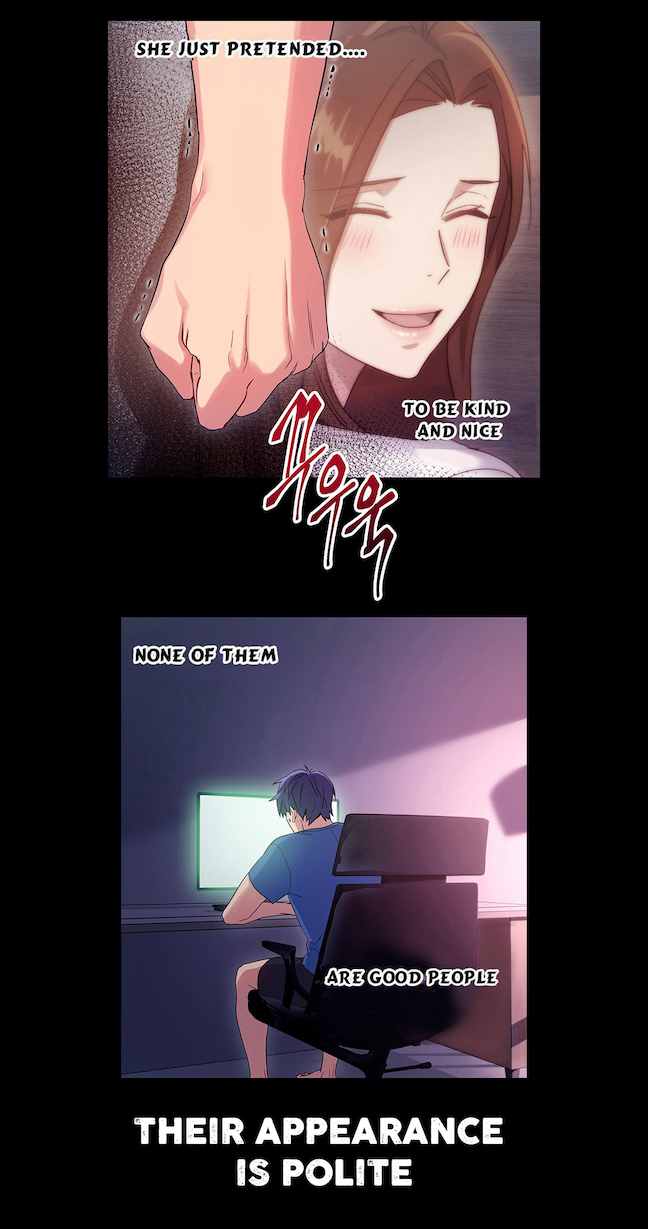 SHE JUST PRETENDED....
TO BE KIND
AND NICE
꾸우욱
NONE OF THEM
ARE GOOD PEOPLE
THEIR APPEARANCE
IS POLITE